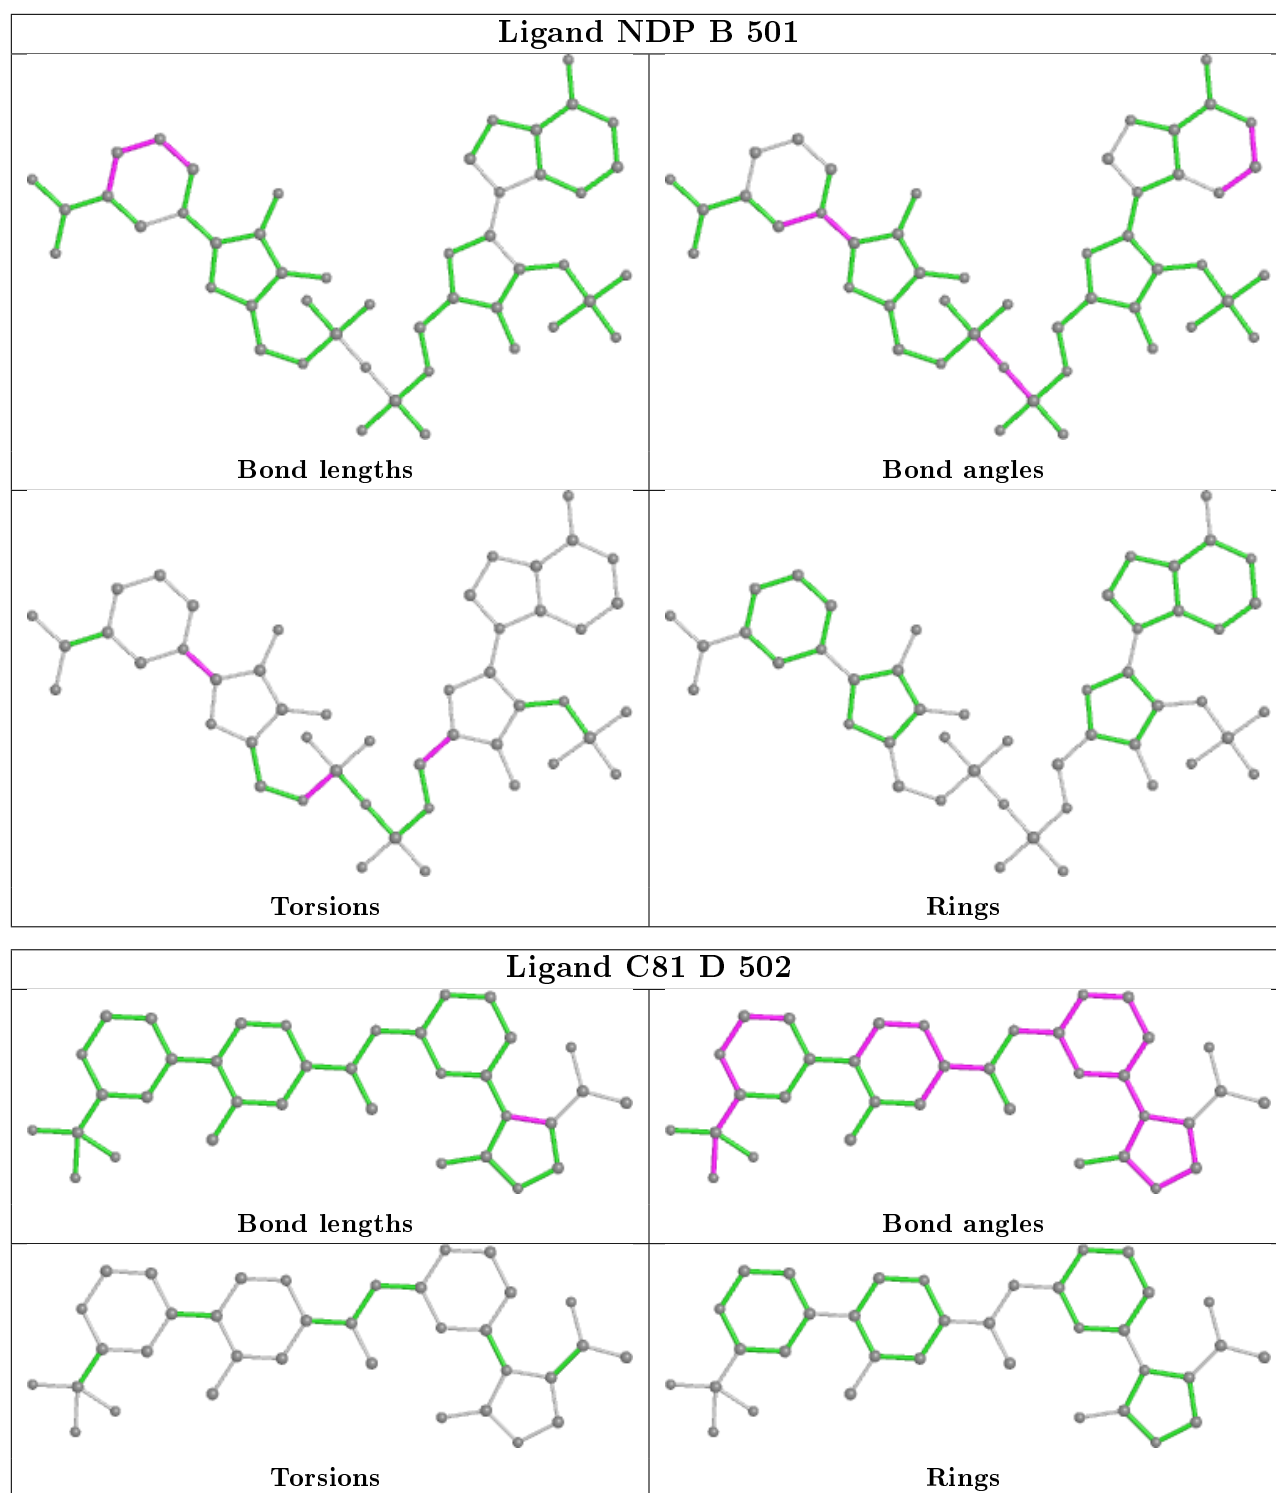 Ligand NDP B 501
Bond lengths
Bond angles
Torsions
Rings
Ligand C81 D 502
Bond lengths
Bond angles
Torsions
Rings